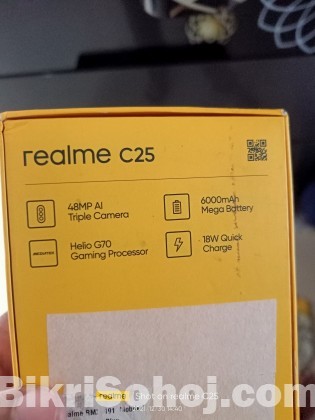 realme C25
48MP AI
Triple Camera
6000mAh
Mega Battery
Helio G70
Gaming Processor
18W Quick
Charge
realme Shot on realme C25
BikriSohoj.com